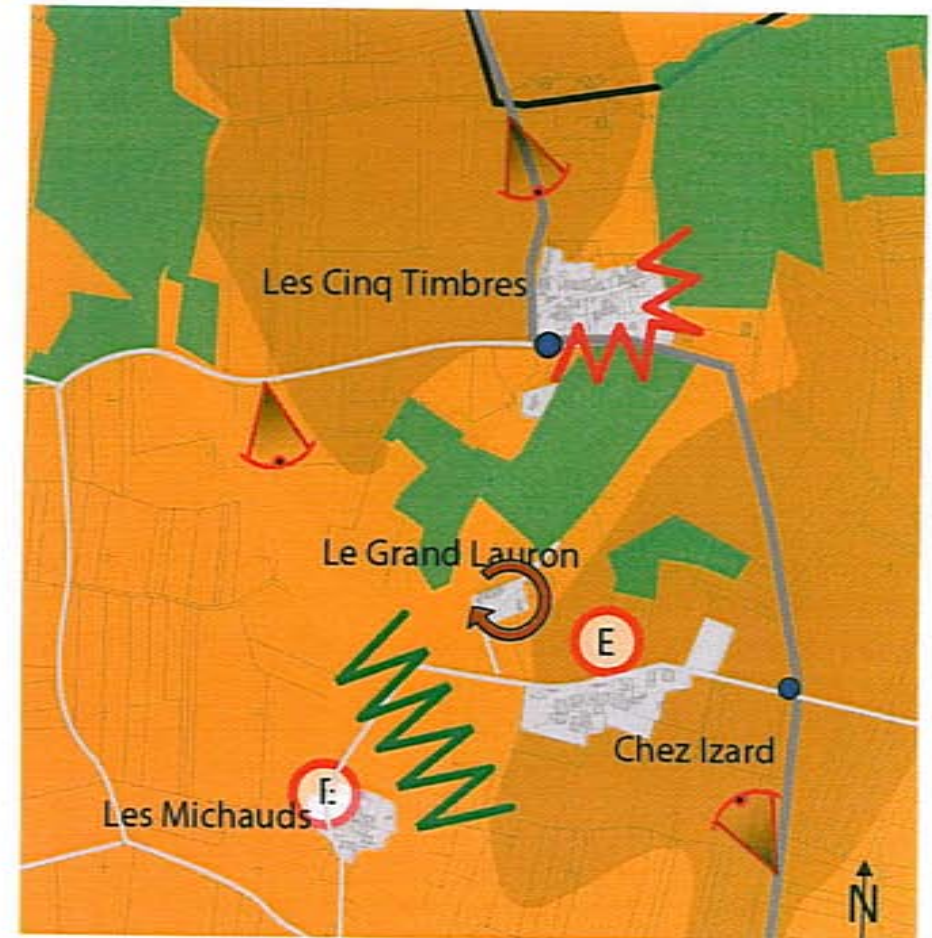 Les Cinq Timbres
Le Grand Lauron
E
Chez Izard
E
Les Michauds
N